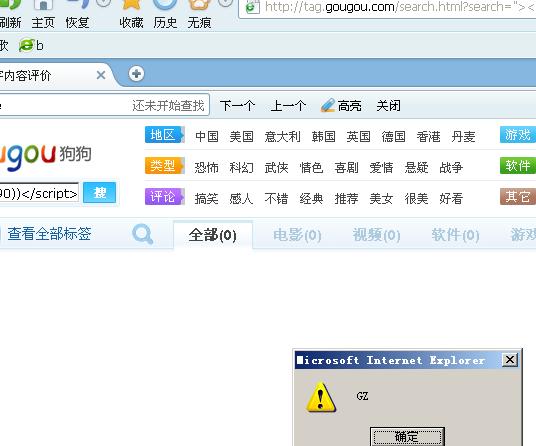 刷新 主页 恢复 收藏 历史 无痕
http://tag.gougou.com/search.html?search="><
歌 b
字内容评价
e 还未开始查找 下一个 上一个 高亮 关闭
地区 中国 美国 意大利 韩国 英国 德国 香港 丹麦 游戏
ugou 狗狗
类型 恐怖 科幻 武侠 情色 喜剧 爱情 悬疑 战争 软件
90))</script> 搜
评论 搞笑 感人 不错 经典 推荐 美女 很美 好看 其它
查看全部标签 全部(0) 电影(0) 视频(0) 软件(0) 游戏
Microsoft Internet Explorer
GZ
确定